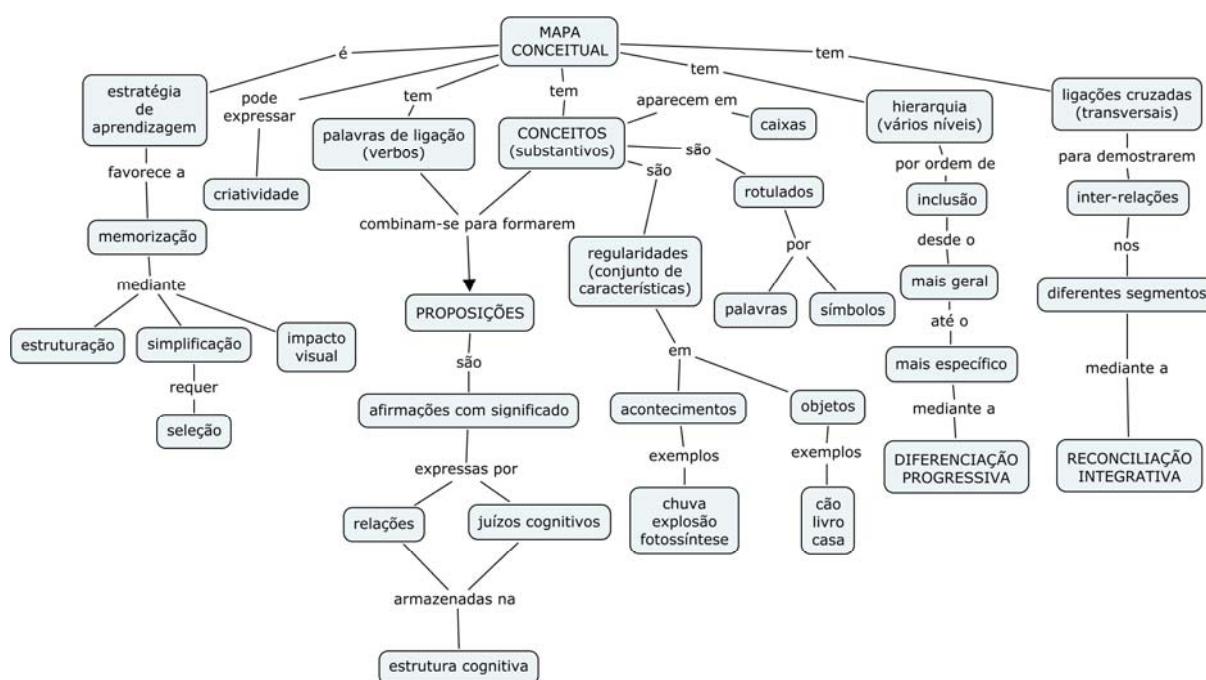 MAPA
CONCEITUAL
é
pode
expressar
tem
tem
tem
tem
estratégia
de
aprendizagem
favorece a
memorização
mediante
estruturação
simplificação
impacto
visual
requer
seleção
criatividade
palavras de ligação
(verbos)
CONCEITOS
(substantivos)
combinam-se para formarem
PROPOSIÇÕES
são
afirmações com significado
expressas por
relações
juízos cognitivos
armazenadas na
estrutura cognitiva
aparecem em
caixas
são
rotulados
por
palavras
símbolos
são
regularidades
(conjunto de
características)
em
acontecimentos
objetos
exemplos
exemplos
chuva
explosão
fotossíntese
cão
livro
casa
hierarquia
(vários níveis)
por ordem de
inclusão
desde o
mais geral
até o
mais específico
mediante a
DIFERENCIAÇÃO
PROGRESSIVA
ligações cruzadas
(transversais)
para demostrarem
inter-relações
nos
diferentes segmentos
mediante a
RECONCILIAÇÃO
INTEGRATIVA